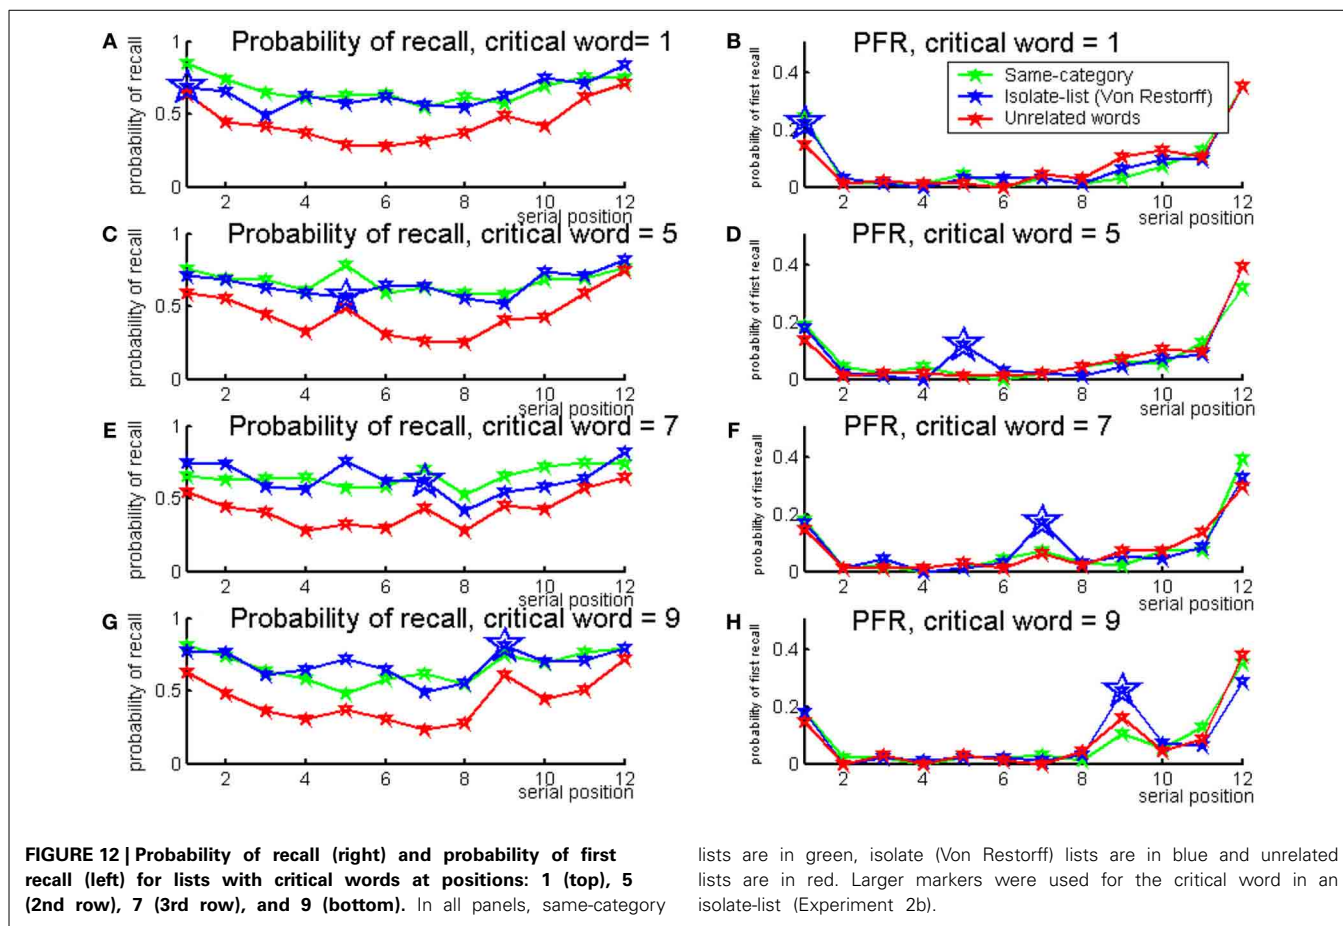 A Probability of recall, critical word= 1
probability of recall
1
0.5
0
2 4 6 8 10 12
serial position
B PFR, critical word = 1
probability of first recall
0.4
0.2
0
2 4 6 8 10 12
serial position
Same-category
Isolate-list (Von Restorff)
Unrelated words
C Probability of recall, critical word = 5
probability of recall
1
0.5
0
2 4 6 8 10 12
serial position
D PFR, critical word = 5
probability of first recall
0.4
0.2
0
2 4 6 8 10 12
serial position
E Probability of recall, critical word = 7
probability of recall
1
0.5
0
2 4 6 8 10 12
serial position
F PFR, critical word = 7
probability of first recall
0.4
0.2
0
2 4 6 8 10 12
serial position
G Probability of recall, critical word = 9
probability of recall
1
0.5
0
2 4 6 8 10 12
serial position
H PFR, critical word = 9
probability of first recall
0.4
0.2
0
2 4 6 8 10 12
serial position
FIGURE 12 | Probability of recall (right) and probability of first
recall (left) for lists with critical words at positions: 1 (top), 5
(2nd row), 7 (3rd row), and 9 (bottom). In all panels, same-category
lists are in green, isolate (Von Restorff) lists are in blue and unrelated
lists are in red. Larger markers were used for the critical word in an
isolate-list (Experiment 2b).